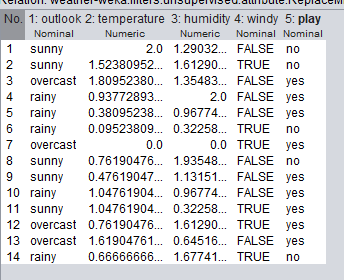 Relation: weather-weka.filters.unsupervised.attribute.ReplaceMi
No. 1: outlook 2: temperature 3: humidity 4: windy 5: play
Nominal Numeric Numeric Nominal Nominal
1 sunny 2.0 1.29032... FALSE no
2 sunny 1.52380952... 1.61290... TRUE no
3 overcast 1.80952380... 1.35483... FALSE yes
4 rainy 0.93772893... 2.0 FALSE yes
5 rainy 0.38095238... 0.96774... FALSE yes
6 rainy 0.09523809... 0.32258... TRUE no
7 overcast 0.0 0.0 TRUE yes
8 sunny 0.76190476... 1.93548... FALSE no
9 sunny 0.47619047... 1.13151... FALSE yes
10 rainy 1.04761904... 0.96774... FALSE yes
11 sunny 1.04761904... 0.32258... TRUE yes
12 overcast 0.76190476... 1.61290... TRUE yes
13 overcast 1.61904761... 0.64516... FALSE yes
14 rainy 0.66666666... 1.67741... TRUE no